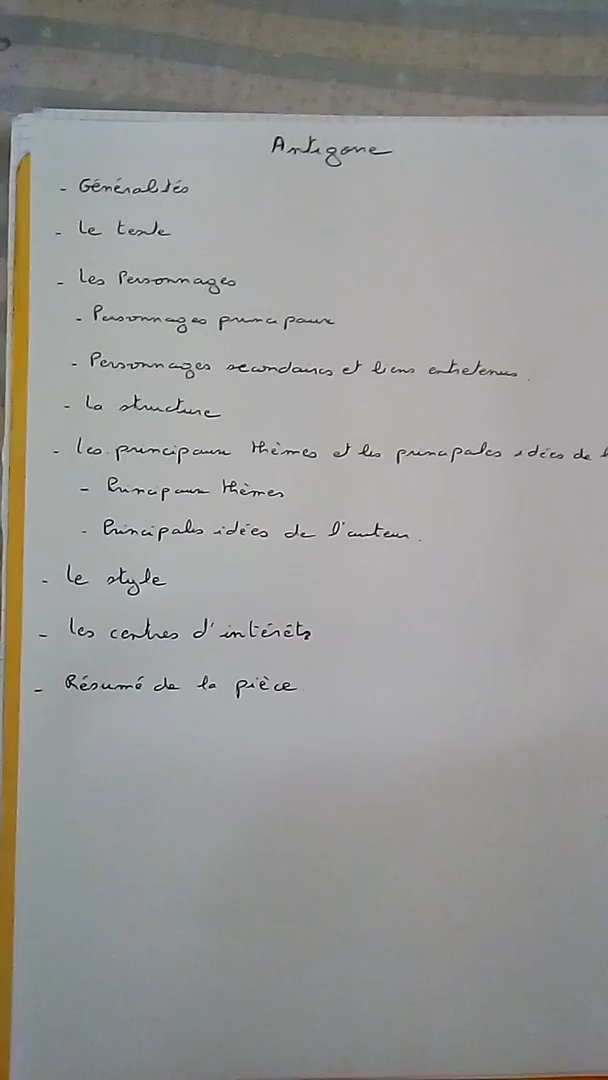 Antigone
- Généralités
- Le texte
- Les Personnages
- Personnages principaux
- Personnages secondaires et liens entretenus.
- La structure
- Les principaux thèmes et les principales idées de
- Principaux thèmes
- Principales idées de l'auteur.
- Le style
- Les centres d'intérêts
- Résumé de la pièce